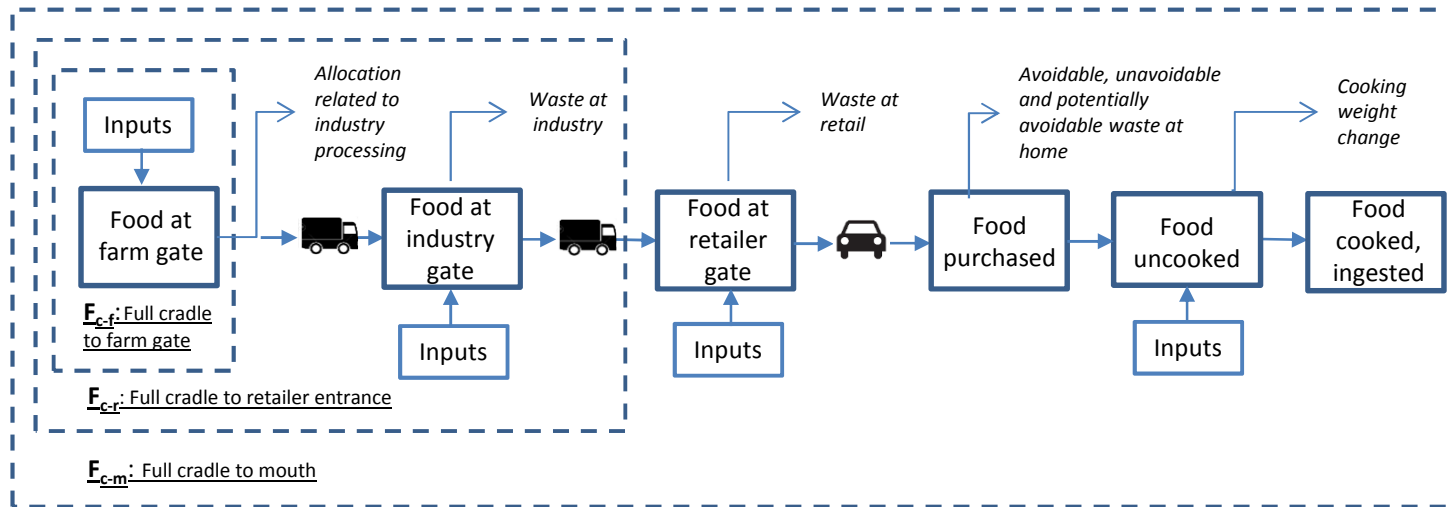 Inputs
Food at
farm gate
F_c-f: Full cradle
to farm gate
Allocation
related to
industry
processing
Waste at
industry
Food at
industry
gate
Inputs
F_c-r: Full cradle to retailer entrance
Waste at
retail
Food at
retailer
gate
Inputs
Avoidable, unavoidable
and potentially
avoidable waste at
home
Food
purchased
Cooking
weight
change
Food
uncooked
Inputs
Food
cooked,
ingested
F_c-m: Full cradle to mouth